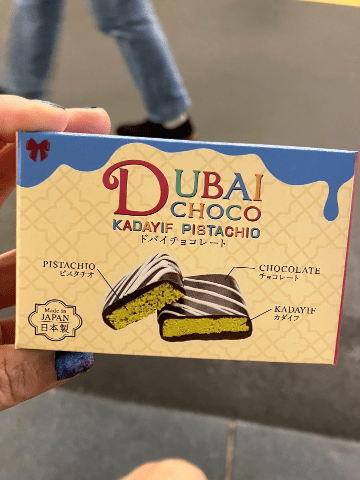 DUBAI
CHOCO
KADAYIF PISTACHIO
ドバイチョコレート
PISTACHIO
ピスタチオ
CHOCOLATE
チョコレート
KADAYIF
カダイフ
Made in
JAPAN
日本製